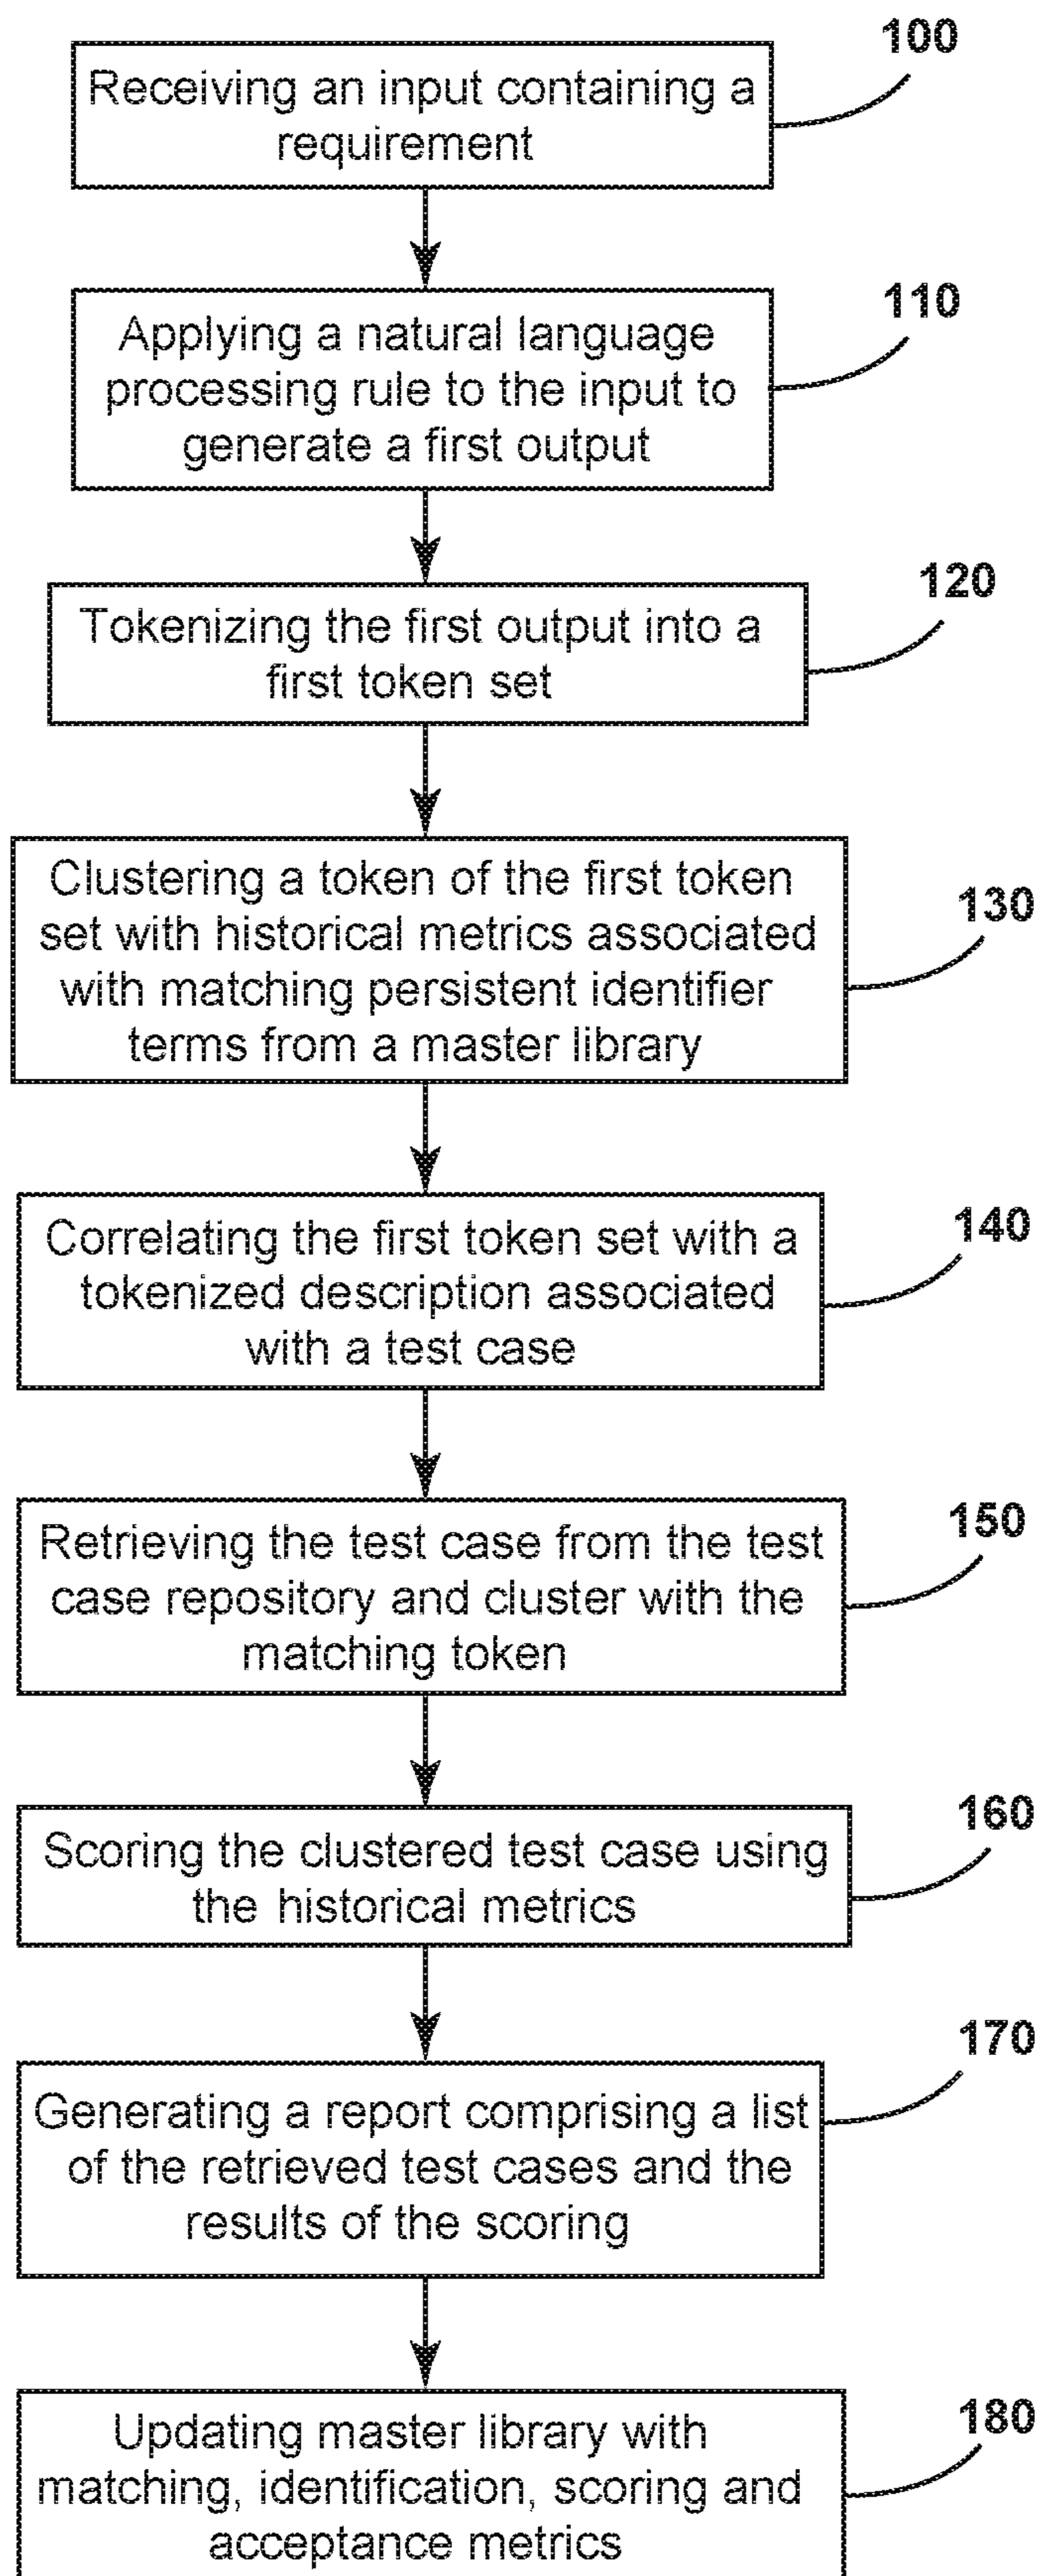 100
Receiving an input containing a
requirement
110
Applying a natural language
processing rule to the input to
generate a first output
120
Tokenizing the first output into a
first token set
130
Clustering a token of the first token
set with historical metrics associated
with matching persistent identifier
terms from a master library
140
Correlating the first token set with a
tokenized description associated
with a test case
150
Retrieving the test case from the test
case repository and cluster with the
matching token
160
Scoring the clustered test case using
the historical metrics
170
Generating a report comprising a list
of the retrieved test cases and the
results of the scoring
180
Updating master library with
matching, identification, scoring and
acceptance metrics